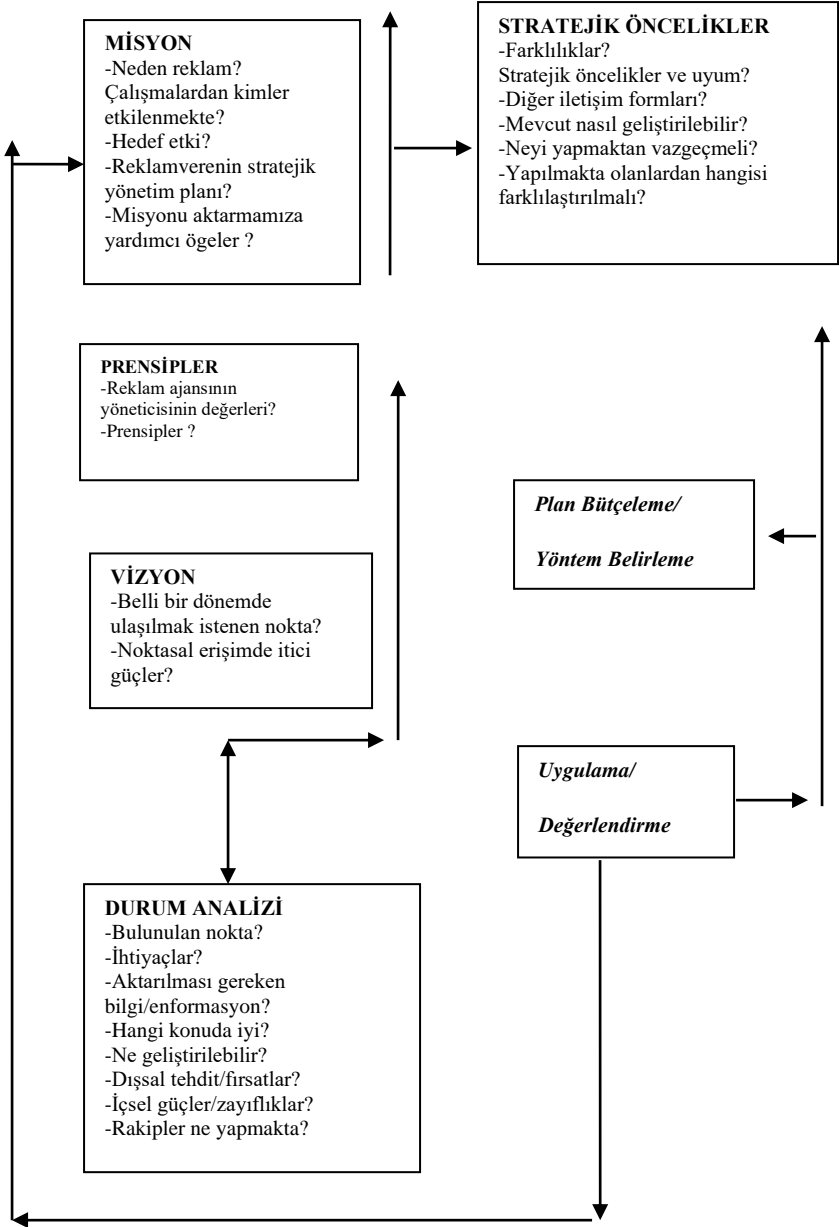 MİSYON
-Neden reklam?
Çalışmalardan kimler
etkilenmekte?
-Hedef etki?
-Reklamverenin stratejik
yönetim planı?
-Misyonu aktarmamıza
yardımcı ögeler ?
STRATEJİK ÖNCELİKLER
-Farklılıklar?
Stratejik öncelikler ve uyum?
-Diğer iletişim formları?
-Mevcut nasıl geliştirilebilir?
-Neyi yapmaktan vazgeçmeli?
-Yapılmakta olanlardan hangisi
farklılaştırılmalı?
PRENSİPLER
-Reklam ajansının
yöneticisinin değerleri?
-Prensipler ?
Plan Bütçeleme/
Yöntem Belirleme
VİZYON
-Belli bir dönemde
ulaşılmak istenen nokta?
-Noktasal erişimde itici
güçler?
Uygulama/
Değerlendirme
DURUM ANALİZİ
-Bulunulan nokta?
-İhtiyaçlar?
-Aktarılması gereken
bilgi/enformasyon?
-Hangi konuda iyi?
-Ne geliştirilebilir?
-Dışsal tehdit/fırsatlar?
-İçsel güçler/zayıflıklar?
-Rakipler ne yapmakta?